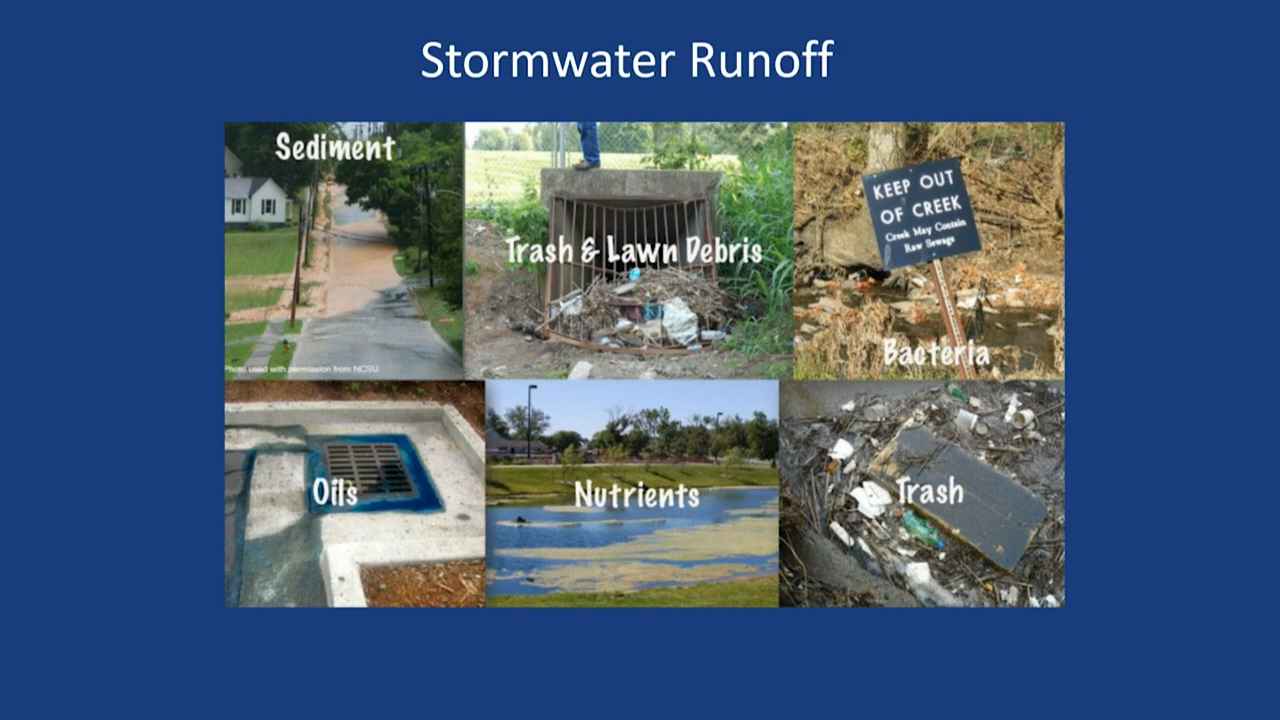 Stormwater Runoff
Sediment
Photo used with permission from NCSU
Trash & Lawn Debris
KEEP OUT
OF CREEK
Creek May Contain
Raw Sewage
Bacteria
Oils
Nutrients
Trash